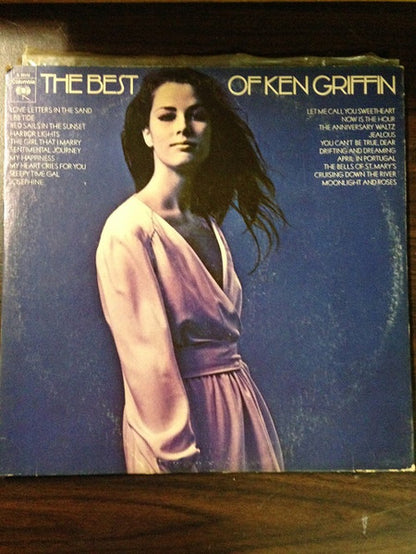 Columbia
THE BEST OF KEN GRIFFIN
LOVE LETTERS IN THE SAND
EBB TIDE
RED SAILS IN THE SUNSET
HARBOR LIGHTS
THE GIRL THAT I MARRY
SENTIMENTAL JOURNEY
MY HAPPINESS
MY HEART CRIES FOR YOU
SLEEPY TIME GAL
JOSEPHINE
LET ME CALL YOU SWEETHEART
NOW IS THE HOUR
THE ANNIVERSARY WALTZ
JEALOUS
YOU CAN'T BE TRUE, DEAR
DRIFTING AND DREAMING
APRIL IN PORTUGAL
THE BELLS OF ST. MARY'S
CRUISING DOWN THE RIVER
MOONLIGHT AND ROSES